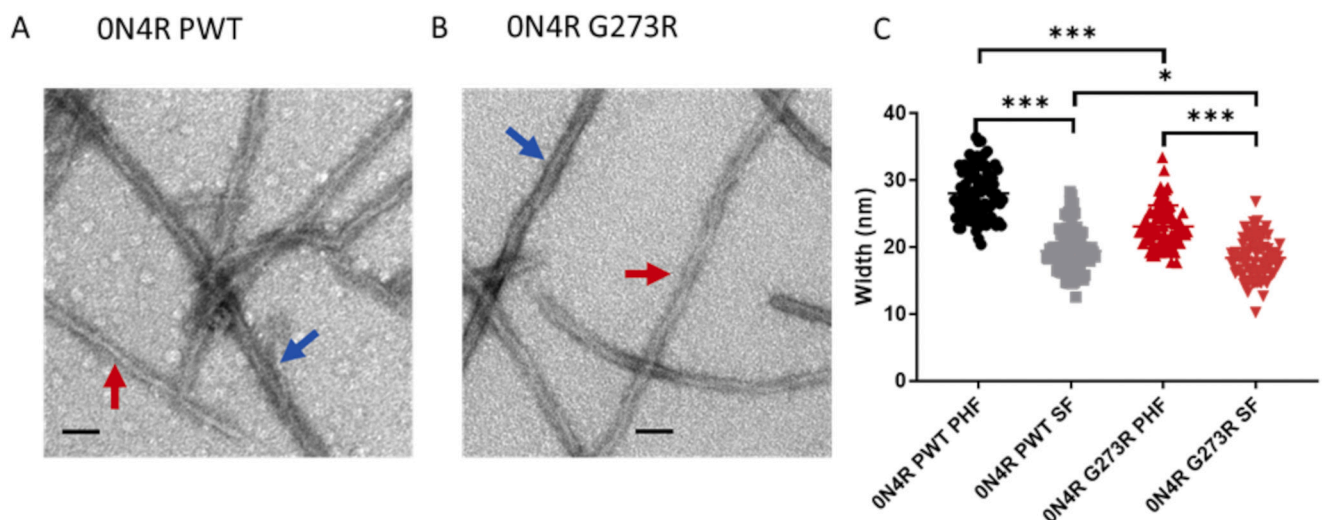 A
0N4R PWT
B
0N4R G273R
C
***
*
***
***
40
30
20
10
0
Width (nm)
0N4R PWT PHF
0N4R PWT SF
0N4R G273R PHF
0N4R G273R SF